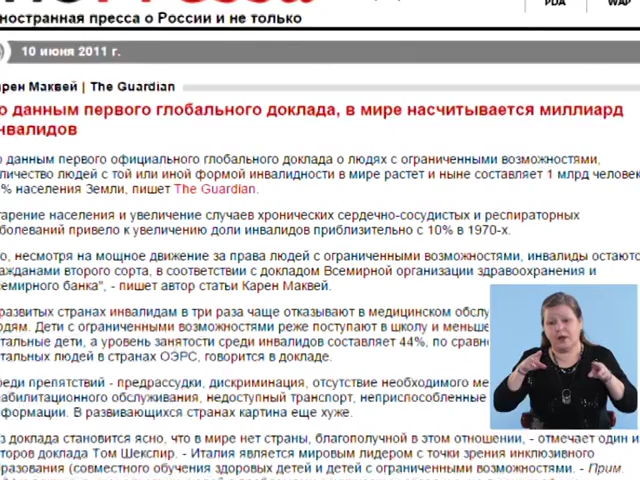 PDA WAP
ностранная пресса о России и не только
10 июня 2011 г.
рен Маквей | The Guardian
о данным первого глобального доклада, в мире насчитывается миллиард
нвалидов
о данным первого официального глобального доклада о людях с ограниченными возможностями,
личество людей с той или иной формой инвалидности в мире растет и ныне составляет 1 млрд человек
% населения Земли, пишет The Guardian.
тарение населения и увеличение случаев хронических сердечно-сосудистых и респираторных
болеваний привело к увеличению доли инвалидов приблизительно с 10% в 1970-х.
о, несмотря на мощное движение за права людей с ограниченными возможностями, инвалиды остаютс
ажданами второго сорта, в соответствии с докладом Всемирной организации здравоохранения и
емирного банка", - пишет автор статьи Карен Маквей.
развитых странах инвалидам в три раза чаще отказывают в медицинском обслу
дям. Дети с ограниченными возможностями реже поступают в школу и меньше
тальные дети, а уровень занятости среди инвалидов составляет 44%, по сравн
тальных людей в странах ОЭРС, говорится в докладе.
еди препятствий - предрассудки, дискриминация, отсутствие необходимого ме
абилитационного обслуживания, недоступный транспорт, неприспособленные
формации. В развивающихся странах картина еще хуже.
з доклада становится ясно, что в мире нет страны, благополучной в этом отношении, - отмечает один и
торов доклада Том Шекспир. - Италия является мировым лидером с точки зрения инклюзивного
разования (совместного обучения здоровых детей и детей с ограниченными возможностями. - Прим.